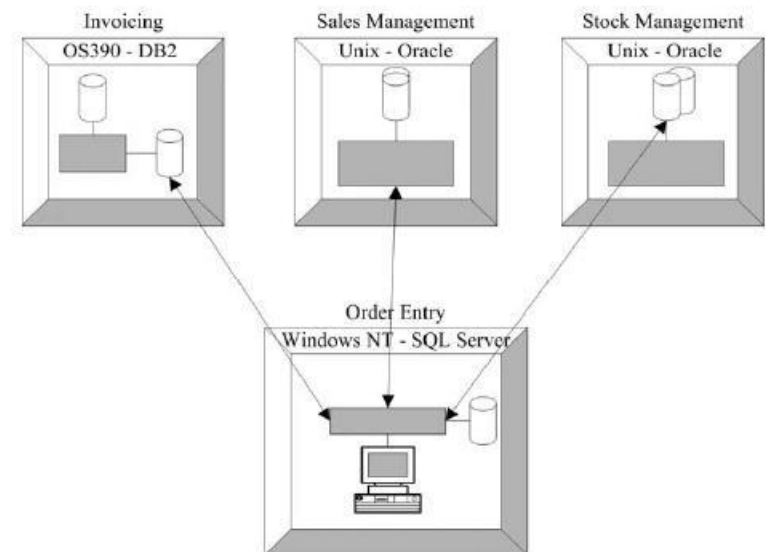 Invoicing
OS390 - DB2
Sales Management
Unix - Oracle
Stock Management
Unix - Oracle
Order Entry
Windows NT - SQL Server